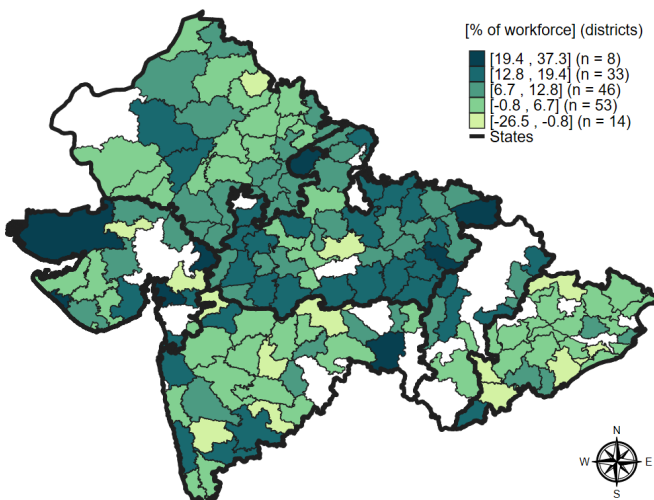 [% of workforce] (districts)
[19.4 , 37.3] (n = 8)
[12.8 , 19.4] (n = 33)
[6.7 , 12.8] (n = 46)
[-0.8 , 6.7] (n = 53)
[-26.5 , -0.8] (n = 14)
States
N
W E
S